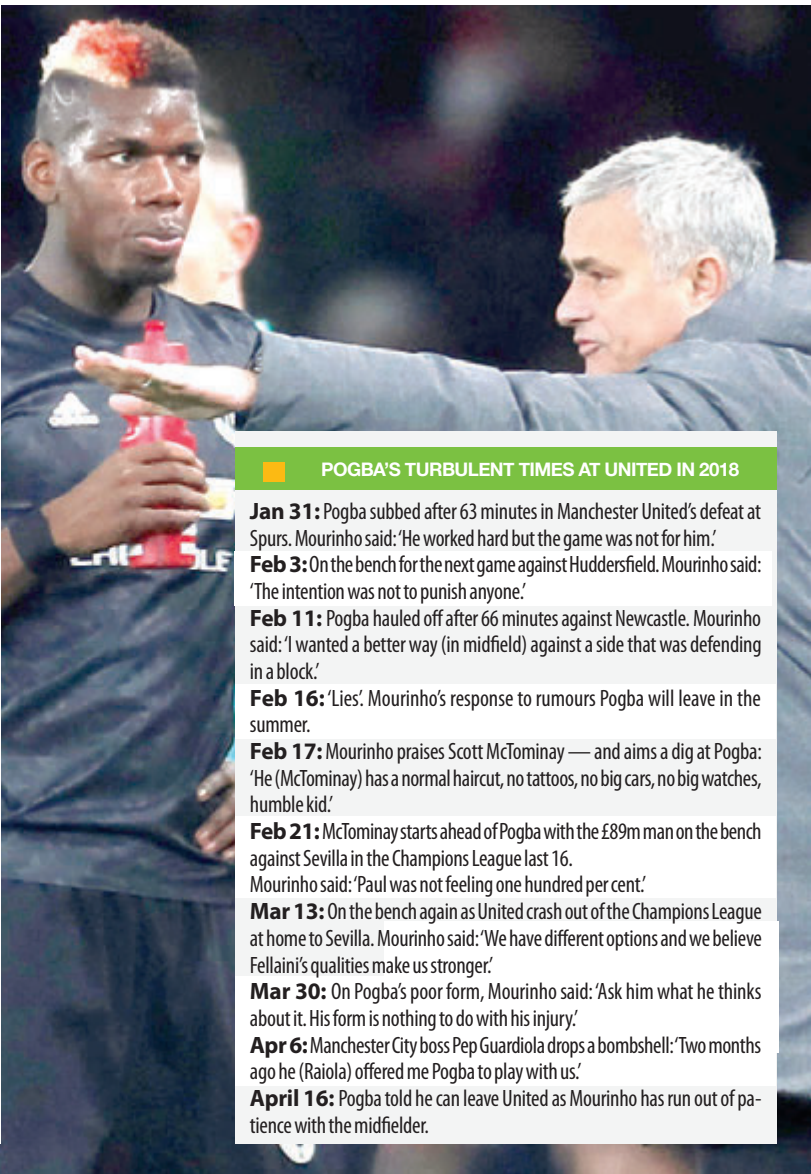 adidas
POGBA'S TURBULENT TIMES AT UNITED IN 2018
Jan 31: Pogba subbed after 63 minutes in Manchester United's defeat at
Spurs. Mourinho said: 'He worked hard but the game was not for him.'
Feb 3: On the bench for the next game against Huddersfield. Mourinho said:
'The intention was not to punish anyone.'
Feb 11: Pogba hauled off after 66 minutes against Newcastle. Mourinho
said: 'I wanted a better way (in midfield) against a side that was defending
in a block.'
Feb 16: 'Lies'. Mourinho's response to rumours Pogba will leave in the
summer.
Feb 17: Mourinho praises Scott McTominay — and aims a dig at Pogba:
'He (McTominay) has a normal haircut, no tattoos, no big cars, no big watches,
humble kid.'
Feb 21: McTominay starts ahead of Pogba with the £89m man on the bench
against Sevilla in the Champions League last 16.
Mourinho said: 'Paul was not feeling one hundred per cent.'
Mar 13: On the bench again as United crash out of the Champions League
at home to Sevilla. Mourinho said: 'We have different options and we believe
Fellaini's qualities make us stronger.'
Mar 30: On Pogba's poor form, Mourinho said: 'Ask him what he thinks
about it. His form is nothing to do with his injury.'
Apr 6: Manchester City boss Pep Guardiola drops a bombshell: 'Two months
ago he (Raiola) offered me Pogba to play with us.'
April 16: Pogba told he can leave United as Mourinho has run out of pa-
tience with the midfielder.